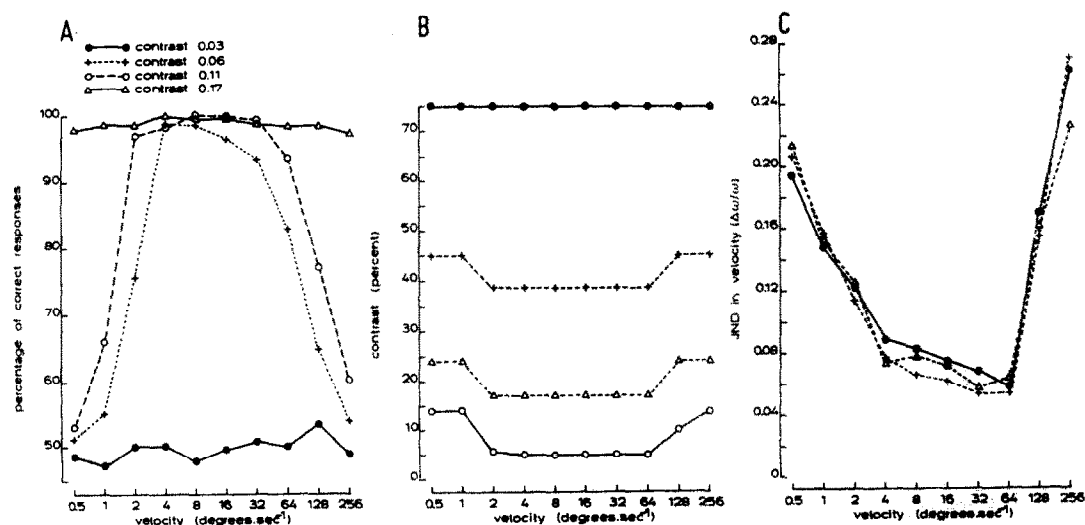 A
contrast 0.03
contrast 0.06
contrast 0.11
contrast 0.17
percentage of correct responses
100
90
80
70
60
50
0.5 1 2 4 8 16 32 64 128 256
velocity (degrees.sec⁻¹)
B
contrast (percent)
70
60
50
40
30
25
10
0
0.5 1 2 4 8 16 32 64 128 256
velocity (degrees.sec⁻¹)
C
JND in velocity (Δω/ω)
0.28
0.24
0.20
0.16
0.12
0.08
0.04
0
0.5 1 2 4 8 16 32 64 128 256
velocity (degrees.sec⁻¹)